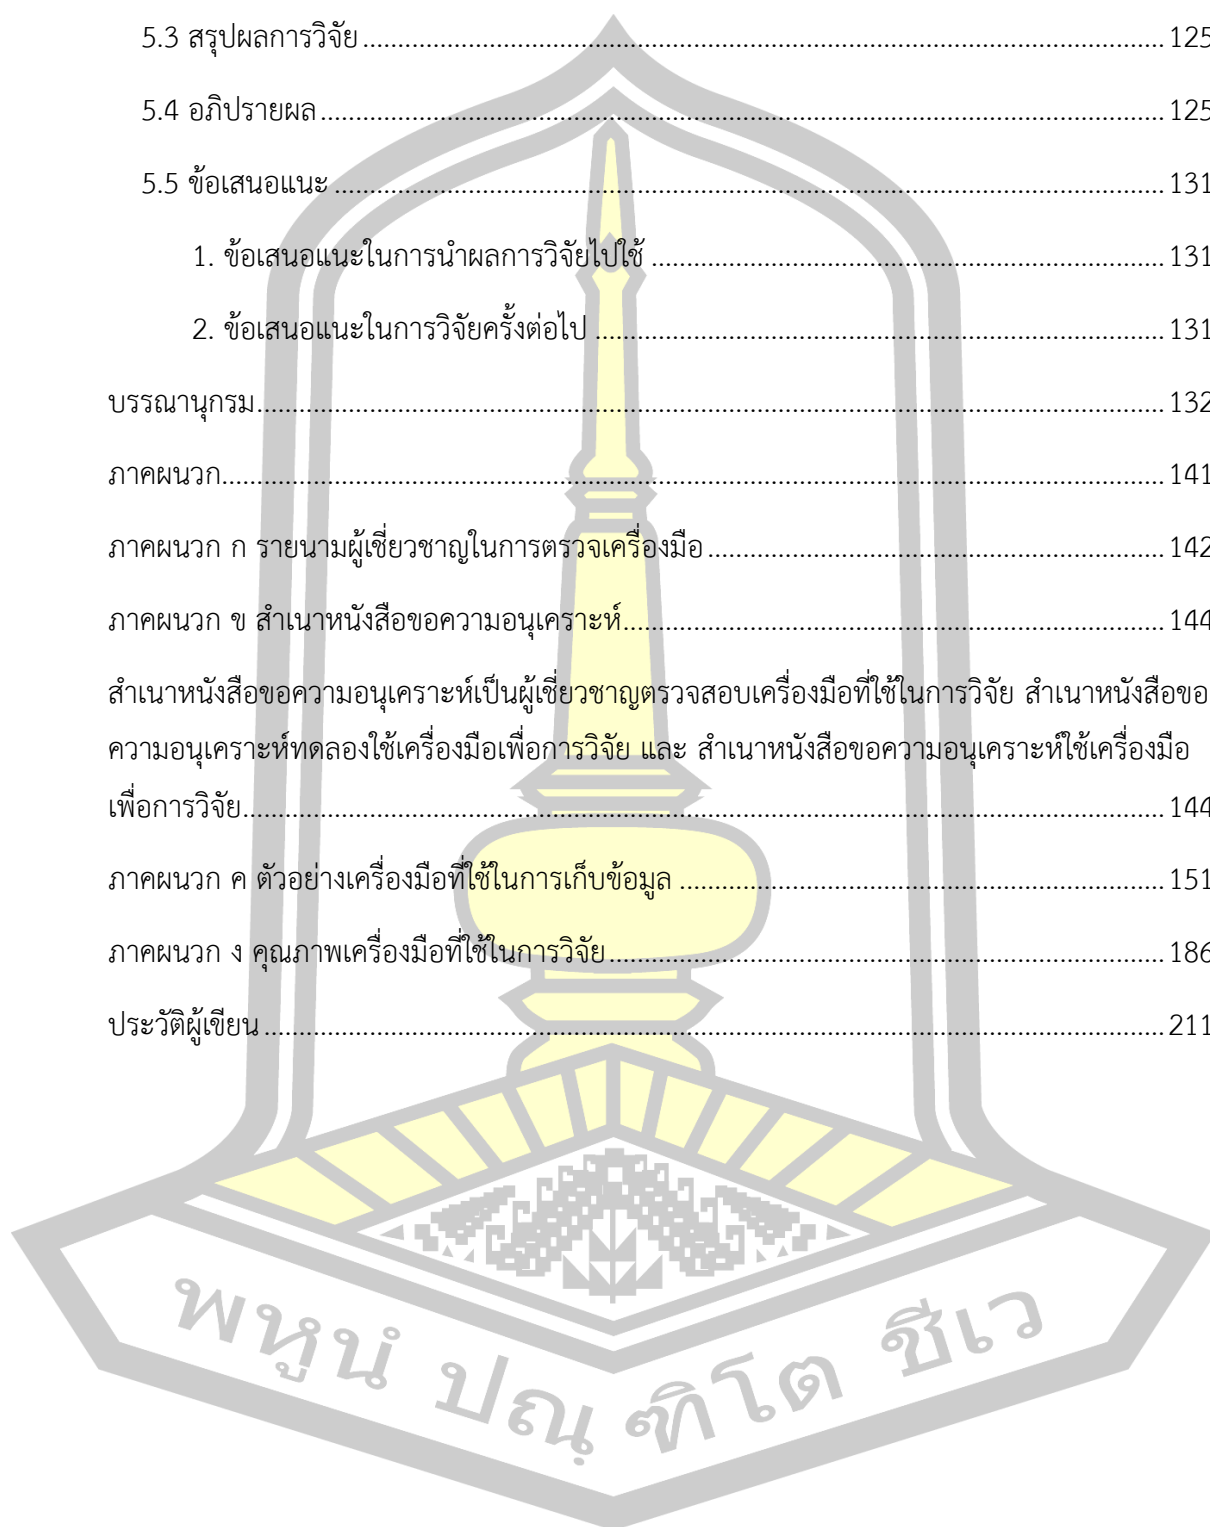 5.3 สรุปผลการวิจัย.................................................................................................................. 125
5.4 อภิปรายผล........................................................................................................................ 125
5.5 ข้อเสนอแนะ...................................................................................................................... 131
1. ข้อเสนอแนะในการนำผลการวิจัยไปใช้.......................................................................... 131
2. ข้อเสนอแนะในการวิจัยครั้งต่อไป.................................................................................. 131
บรรณานุกรม................................................................................................................................. 132
ภาคผนวก...................................................................................................................................... 141
ภาคผนวก ก รายนามผู้เชี่ยวชาญในการตรวจเครื่องมือ.................................................................. 142
ภาคผนวก ข สำเนาหนังสือขอความอนุเคราะห์.............................................................................. 144
สำเนาหนังสือขอความอนุเคราะห์เป็นผู้เชี่ยวชาญตรวจสอบเครื่องมือที่ใช้ในการวิจัย สำเนาหนังสือขอ
ความอนุเคราะห์ทดลองใช้เครื่องมือเพื่อการวิจัย และ สำเนาหนังสือขอความอนุเคราะห์ใช้เครื่องมือ
เพื่อการวิจัย................................................................................................................................... 144
ภาคผนวก ค ตัวอย่างเครื่องมือที่ใช้ในการเก็บข้อมูล...................................................................... 151
ภาคผนวก ง คุณภาพเครื่องมือที่ใช้ในการวิจัย................................................................................ 186
ประวัติผู้เขียน................................................................................................................................ 211
พหูนํ ปณฺฑิโต ชีเว